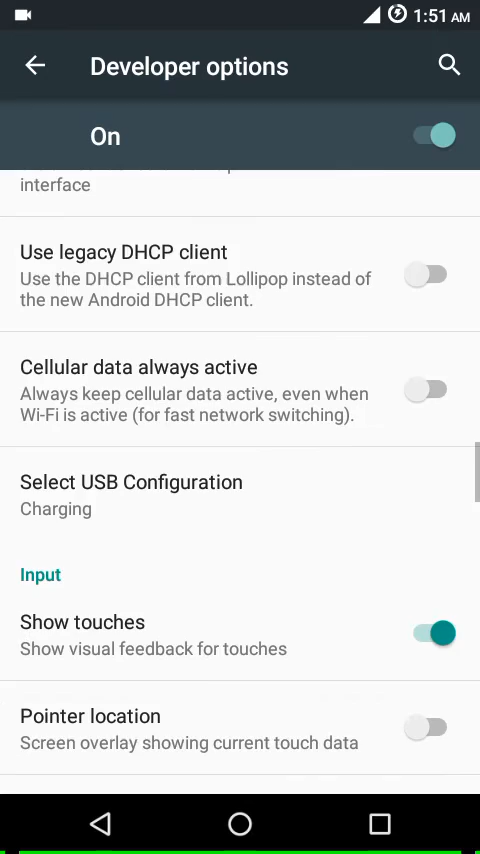 1:51 AM
Developer options
On
interface
Use legacy DHCP client
Use the DHCP client from Lollipop instead of
the new Android DHCP client.
Cellular data always active
Always keep cellular data active, even when
Wi-Fi is active (for fast network switching).
Select USB Configuration
Charging
Input
Show touches
Show visual feedback for touches
Pointer location
Screen overlay showing current touch data